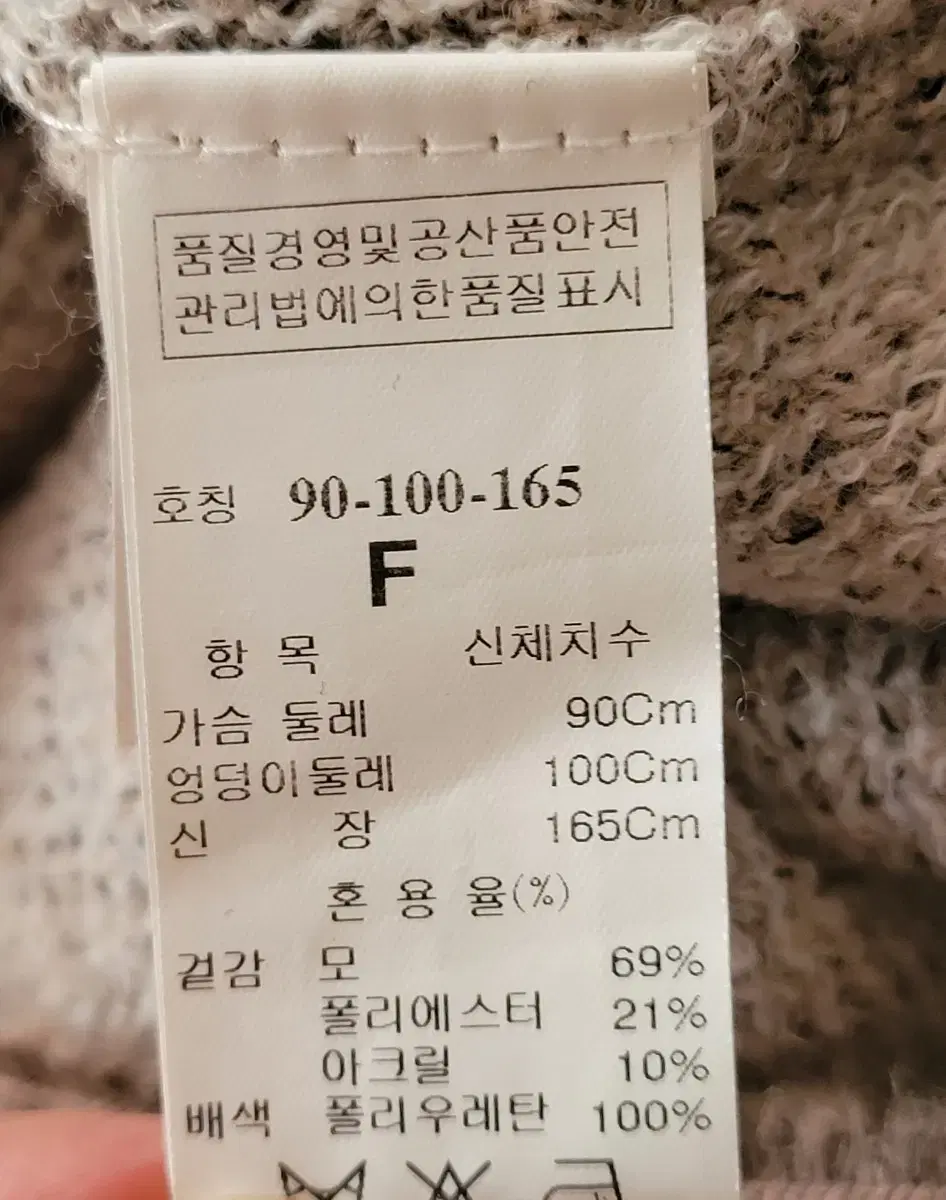 품질경영및공산품안전
관리법에의한품질표시
호칭 90-100-165
F
항 목 신체치수
가슴 둘레 90Cm
엉덩이둘레 100Cm
신 장 165Cm
혼 용 율(%)
겉감 모 69%
폴리에스터 21%
아크릴 10%
배색 폴리우레탄 100%